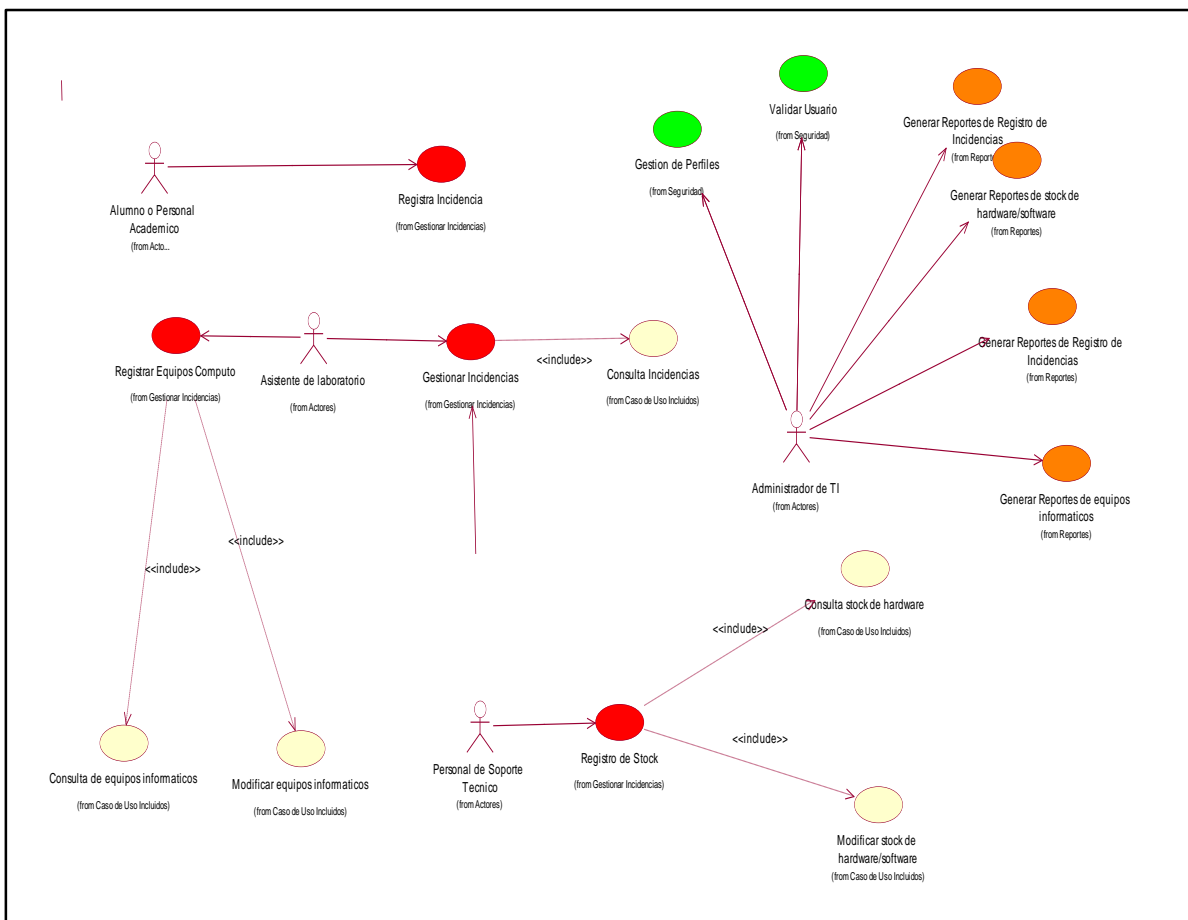 Validar Usuario
(from Seguridad)
Gestion de Perfiles
(from Seguridad)
Generar Reportes de Registro de
Incidencias
(from Reportes)
Generar Reportes de stock de
hardware/software
(from Reportes)
Alumno o Personal
Academico
(from Acto...
Registra Incidencia
(from Gestionar Incidencias)
Registrar Equipos Computo
(from Gestionar Incidencias)
Asistente de laboratorio
(from Actores)
Gestionar Incidencias
(from Gestionar Incidencias)
<<include>>
Consulta Incidencias
(from Caso de Uso Incluidos)
Generar Reportes de Registro de
Incidencias
(from Reportes)
Administrador de TI
(from Actores)
Generar Reportes de equipos
informaticos
(from Reportes)
<<include>>
<<include>>
Consulta stock de hardware
(from Caso de Uso Incluidos)
<<include>>
Personal de Soporte
Tecnico
(from Actores)
Registro de Stock
(from Gestionar Incidencias)
<<include>>
Consulta de equipos informaticos
(from Caso de Uso Incluidos)
Modificar equipos informaticos
(from Caso de Uso Incluidos)
Modificar stock de
hardware/software
(from Caso de Uso Incluidos)